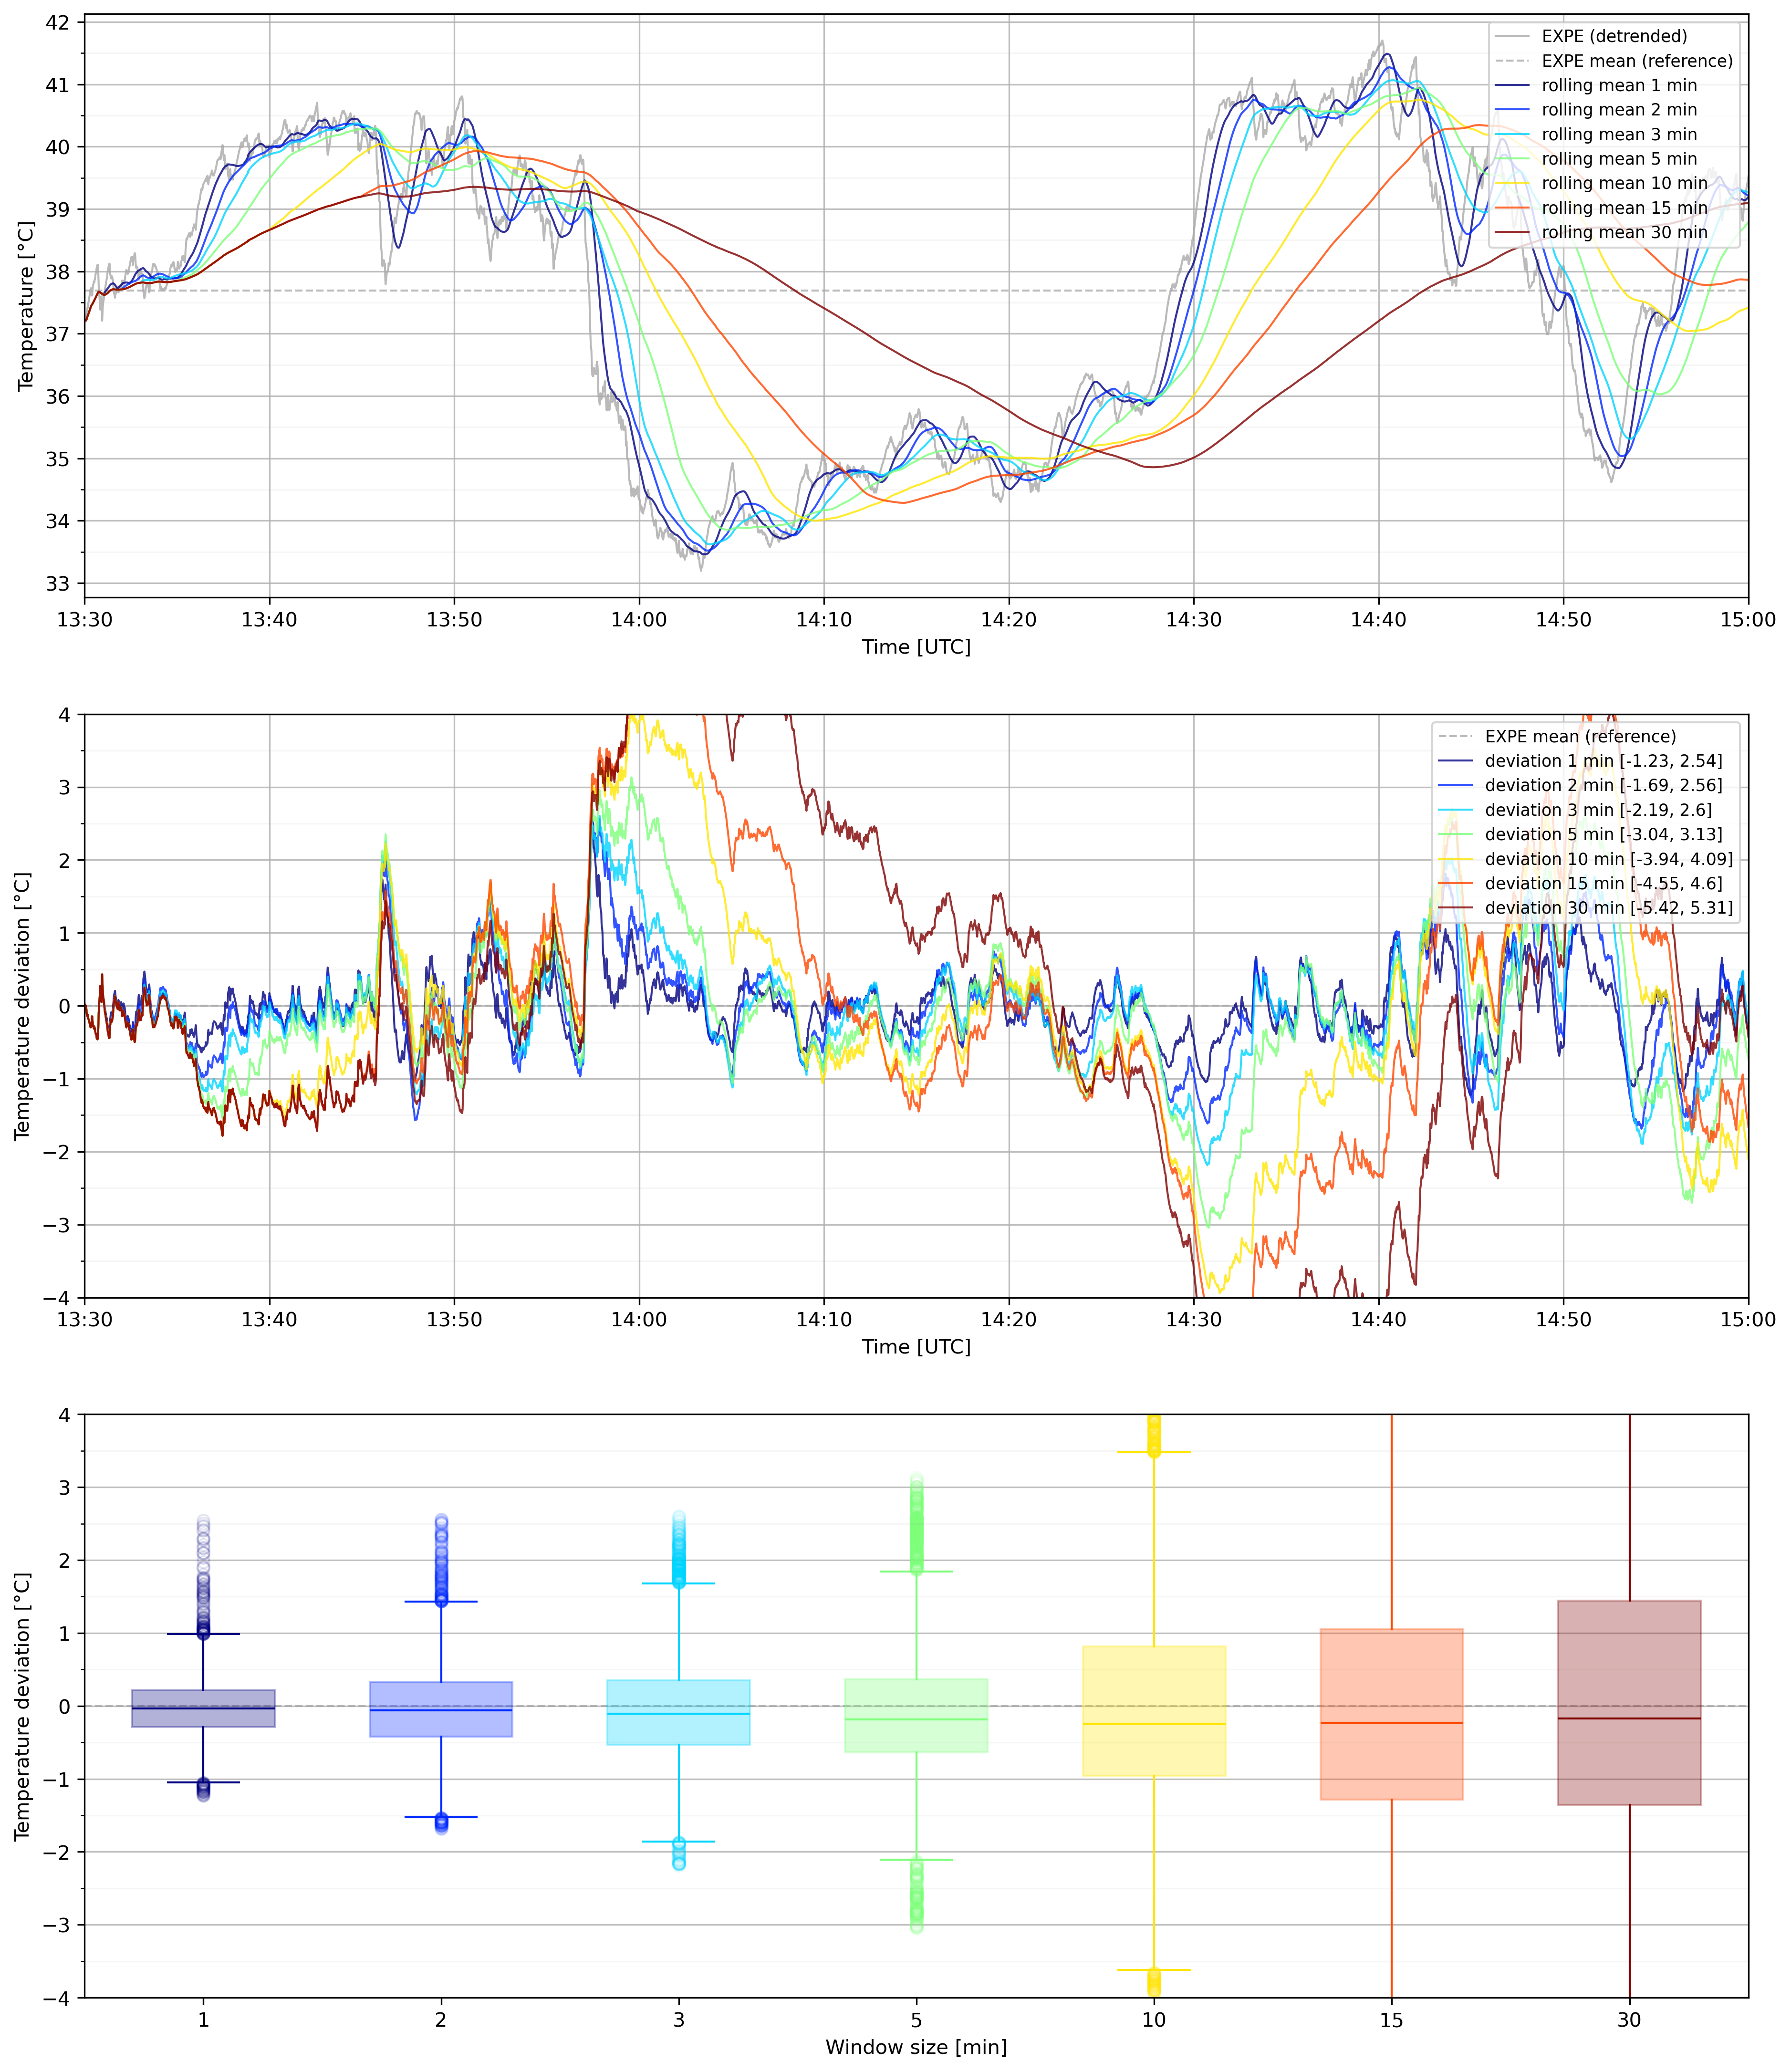 42
41
40
39
38
37
36
35
34
33
Temperature [°C]
EXPE (detrended)
EXPE mean (reference)
rolling mean 1 min
rolling mean 2 min
rolling mean 3 min
rolling mean 5 min
rolling mean 10 min
rolling mean 15 min
rolling mean 30 min
13:30 13:40 13:50 14:00 14:10 14:20 14:30 14:40 14:50 15:00
Time [UTC]
4
3
2
1
0
−1
−2
−3
−4
Temperature deviation [°C]
EXPE mean (reference)
deviation 1 min [-1.23, 2.54]
deviation 2 min [-1.69, 2.56]
deviation 3 min [-2.19, 2.6]
deviation 5 min [-3.04, 3.13]
deviation 10 min [-3.94, 4.09]
deviation 15 min [-4.55, 4.6]
deviation 30 min [-5.42, 5.31]
13:30 13:40 13:50 14:00 14:10 14:20 14:30 14:40 14:50 15:00
Time [UTC]
4
3
2
1
0
−1
−2
−3
−4
Temperature deviation [°C]
1 2 3 5 10 15 30
Window size [min]